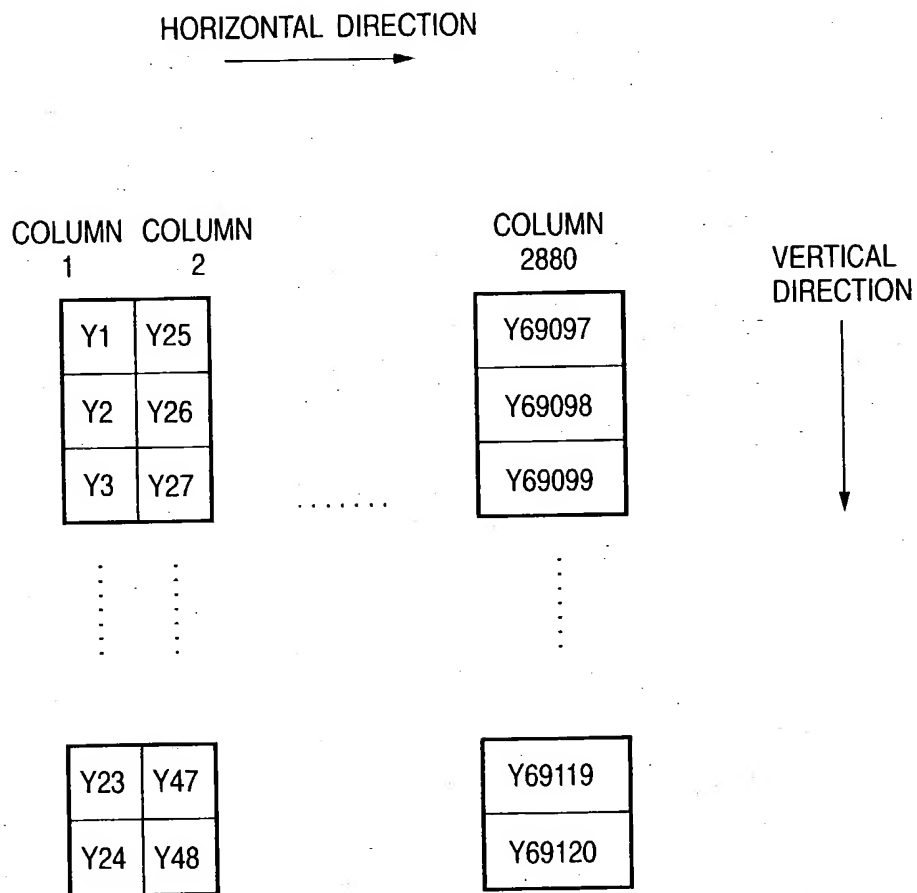 HORIZONTAL DIRECTION
COLUMN COLUMN
1 2
COLUMN
2880
VERTICAL
DIRECTION
Y1 Y25
Y2 Y26
Y3 Y27
Y69097
Y69098
Y69099
Y23 Y47
Y24 Y48
Y69119
Y69120